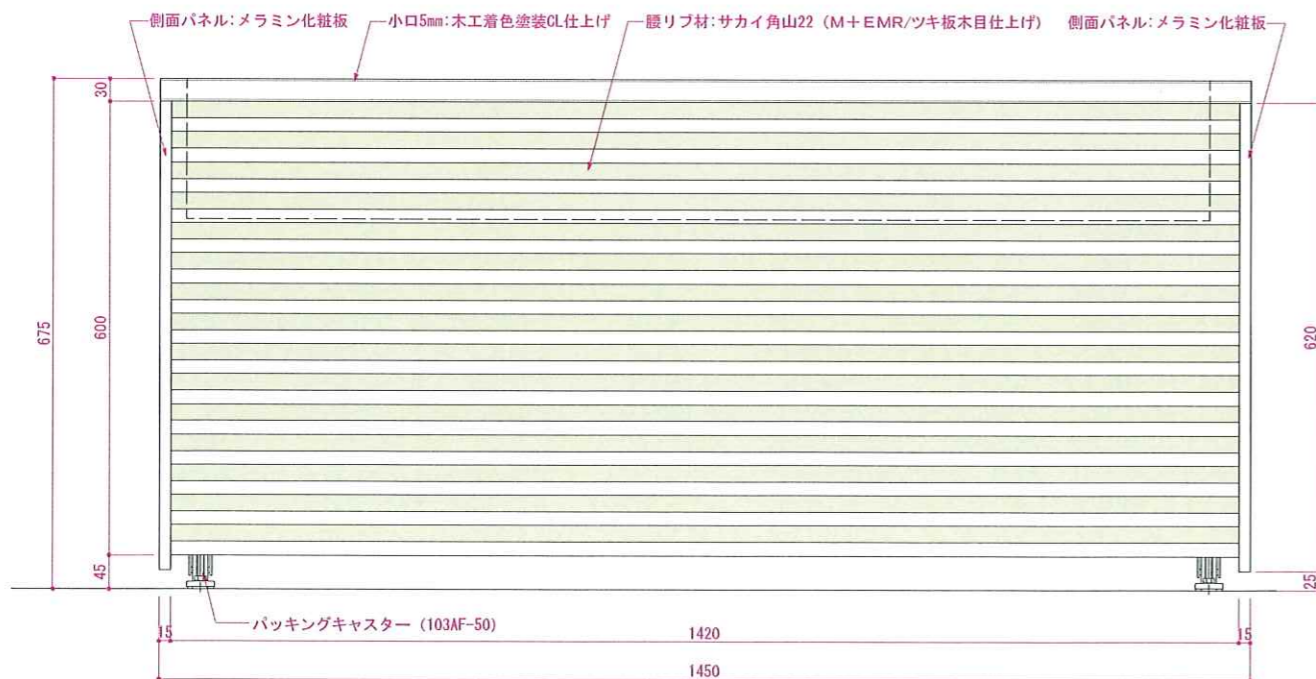 側面パネル:メラミン化粧板
小口5mm:木工着色塗装CL仕上げ
腰リブ材:サカイ角山22（M+EMR/ツキ板木目仕上げ）
側面パネル:メラミン化粧板
30
675
600
620
45
25
パッキングキャスター（103AF-50）
15
1420
15
1450